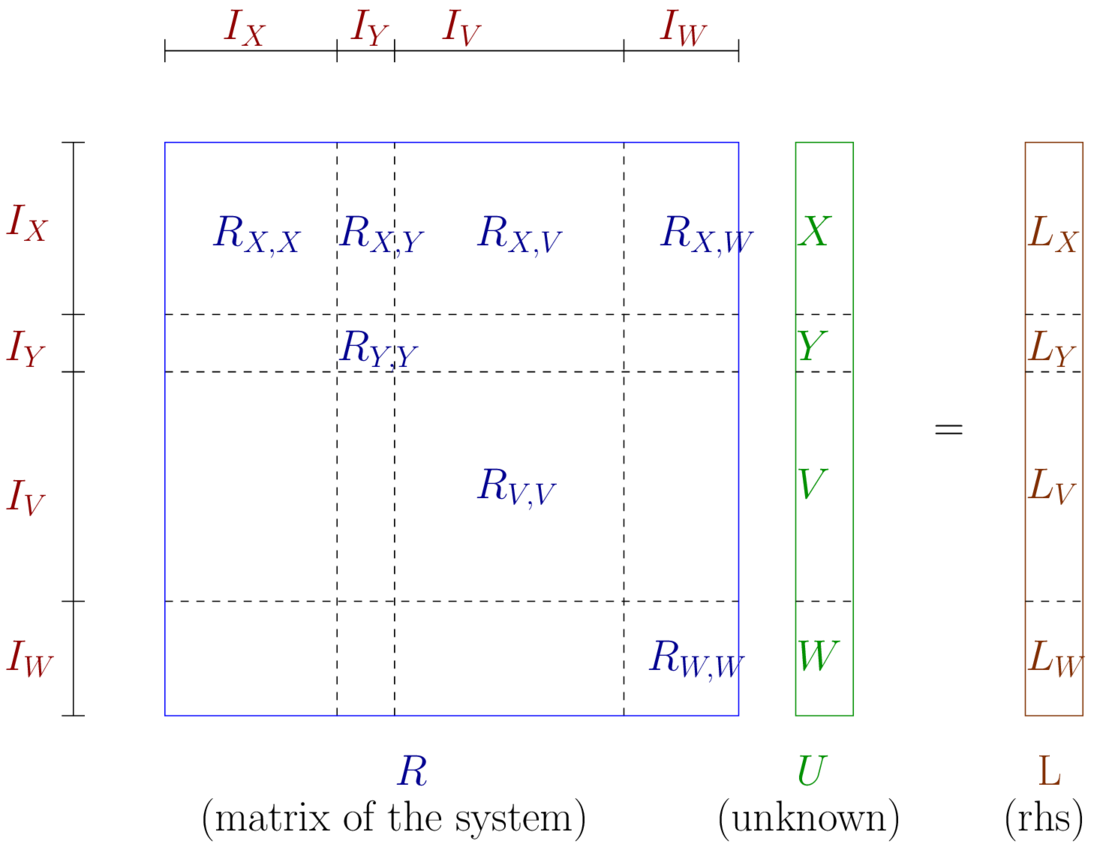 I_X I_Y I_V I_W
I_X R_{X,X} R_{X,Y} R_{X,V} R_{X,W} X L_X
I_Y R_{Y,Y} Y L_Y
=
I_V R_{V,V} V L_V
I_W R_{W,W} W L_W
R U L
(matrix of the system) (unknown) (rhs)